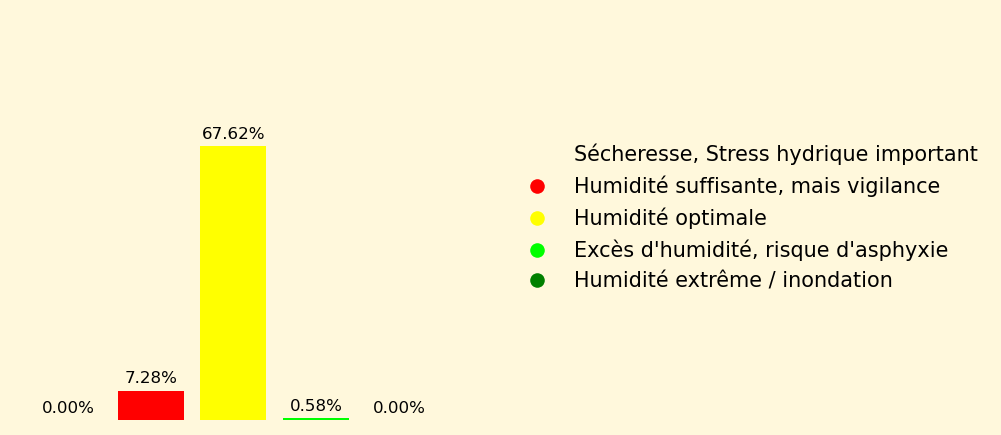 67.62%
7.28%
0.00%
0.58%
0.00%
Sécheresse, Stress hydrique important
Humidité suffisante, mais vigilance
Humidité optimale
Excès d'humidité, risque d'asphyxie
Humidité extrême / inondation